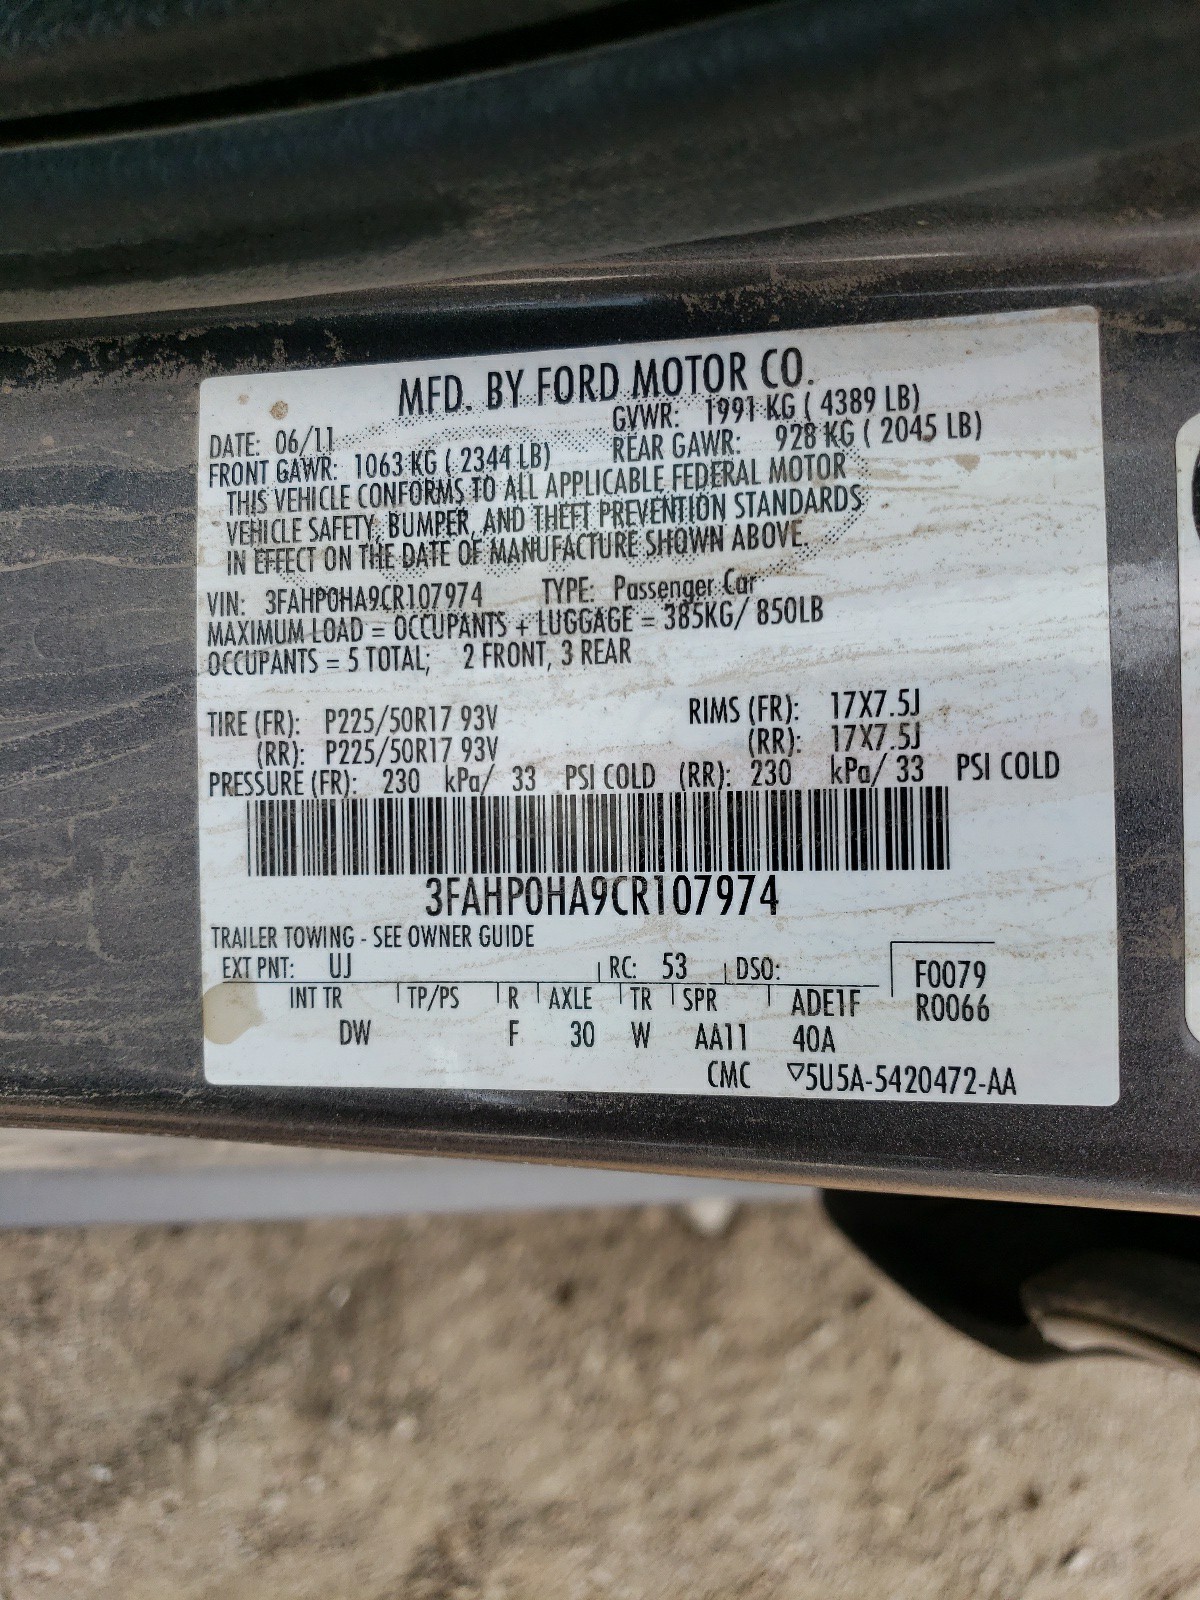 MFD. BY FORD MOTOR CO.
DATE: 06/11 GVWR: 1991 KG ( 4389 LB)
FRONT GAWR: 1063 KG ( 2344 LB) REAR GAWR: 928 KG ( 2045 LB)
THIS VEHICLE CONFORMS TO ALL APPLICABLE FEDERAL MOTOR
VEHICLE SAFETY, BUMPER, AND THEFT PREVENTION STANDARDS
IN EFFECT ON THE DATE OF MANUFACTURE SHOWN ABOVE.
VIN: 3FAHP0HA9CR107974 TYPE: Passenger Car
MAXIMUM LOAD = OCCUPANTS + LUGGAGE = 385KG/ 850LB
OCCUPANTS = 5 TOTAL; 2 FRONT, 3 REAR
TIRE (FR): P225/50R17 93V RIMS (FR): 17X7.5J
(RR): P225/50R17 93V (RR): 17X7.5J
PRESSURE (FR): 230 kPa/ 33 PSI COLD (RR): 230 kPa/ 33 PSI COLD
3FAHP0HA9CR107974
TRAILER TOWING - SEE OWNER GUIDE
EXT PNT: UJ RC: 53 DSO: F0079
INT TR TP/PS R AXLE TR SPR ADE1F R0066
DW F 30 W AA11 40A
CMC ▽5U5A-5420472-AA